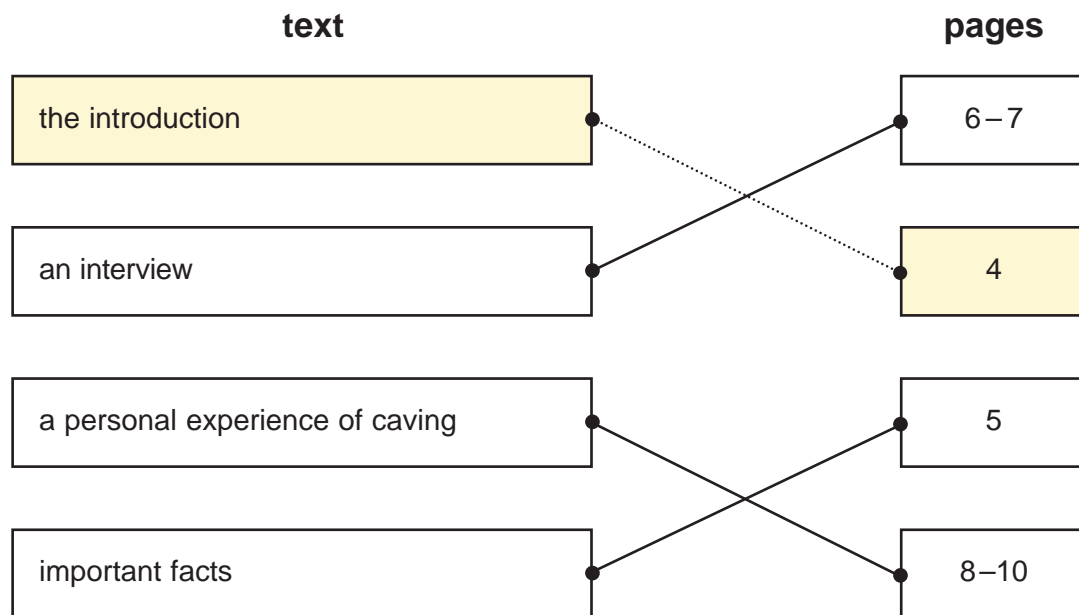 text pages
the introduction 6–7
an interview 4
a personal experience of caving 5
important facts 8–10